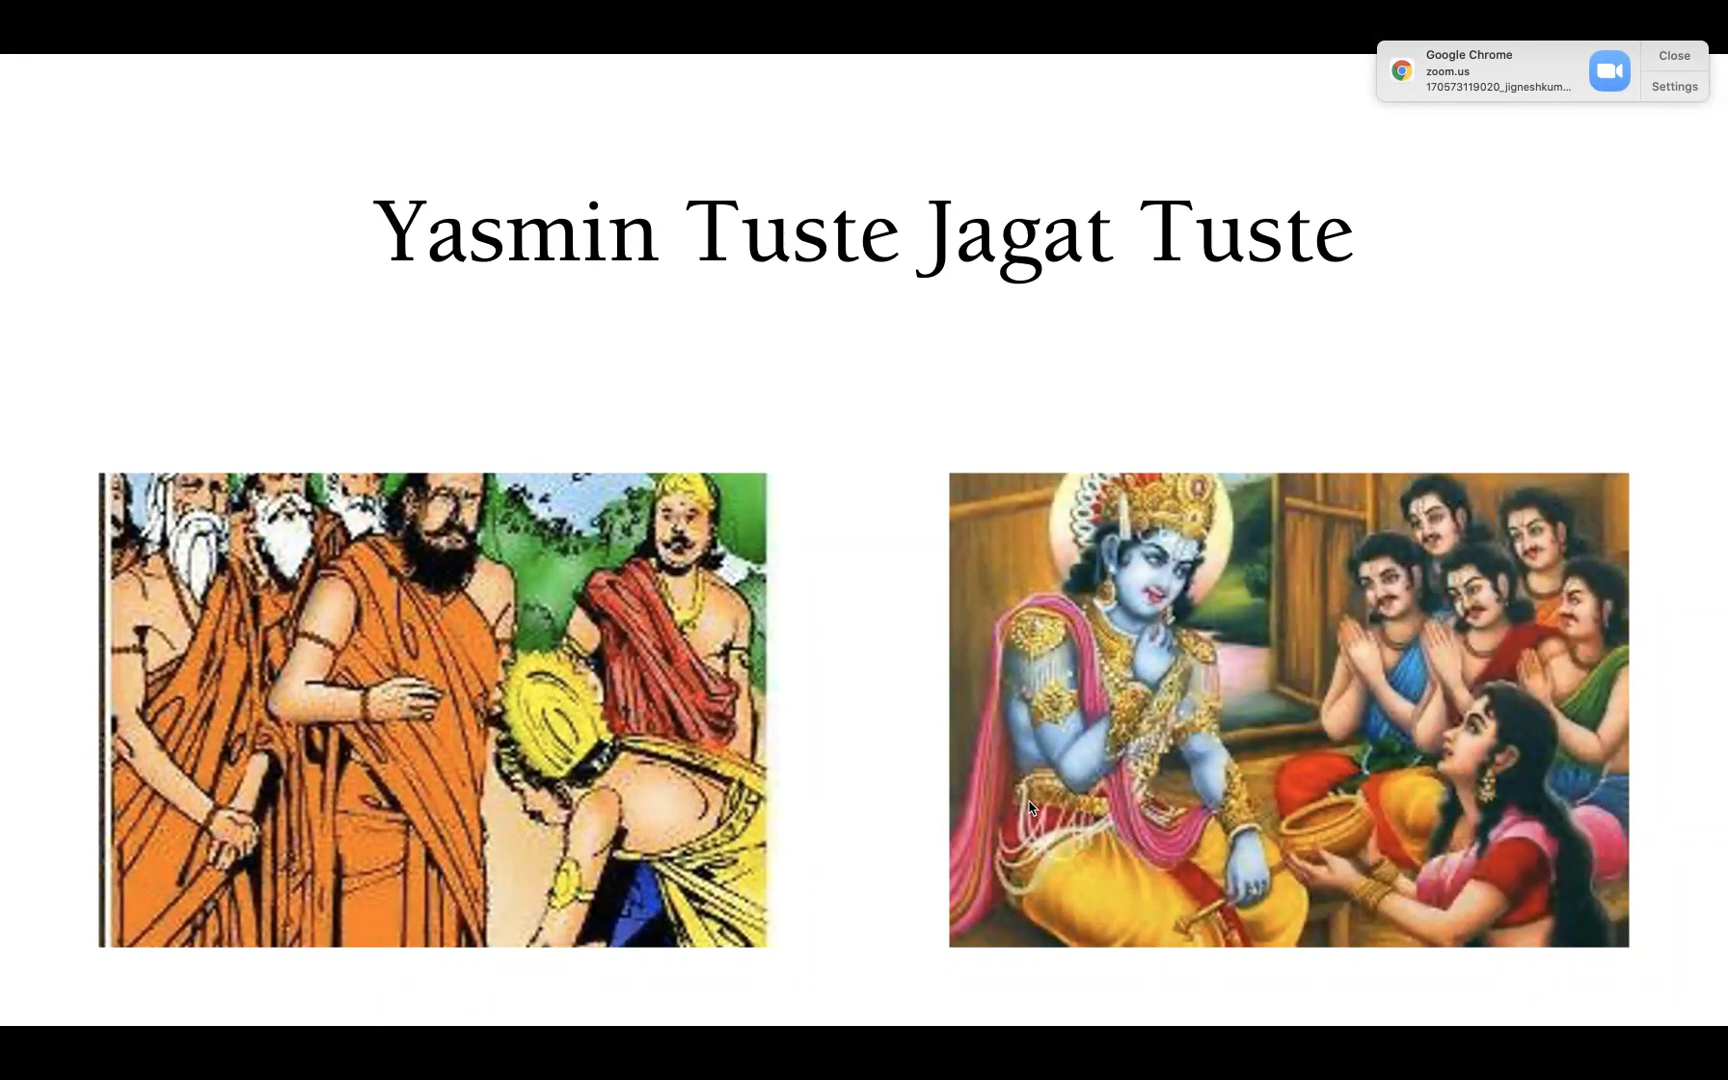 Google Chrome
zoom.us
170573119020_jigneshkum...
Close
Settings
Yasmin Tuste Jagat Tuste